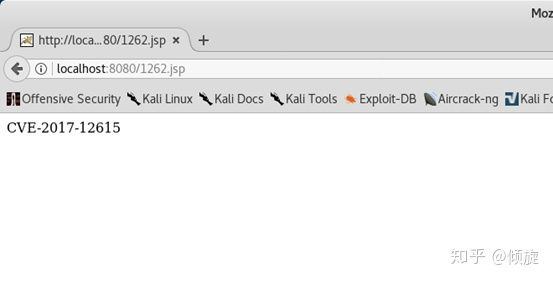 Moz
http://loca...80/1262.jsp
localhost:8080/1262.jsp
Offensive Security Kali Linux Kali Docs Kali Tools Exploit-DB Aircrack-ng Kali Fo
CVE-2017-12615
知乎 @倾旋